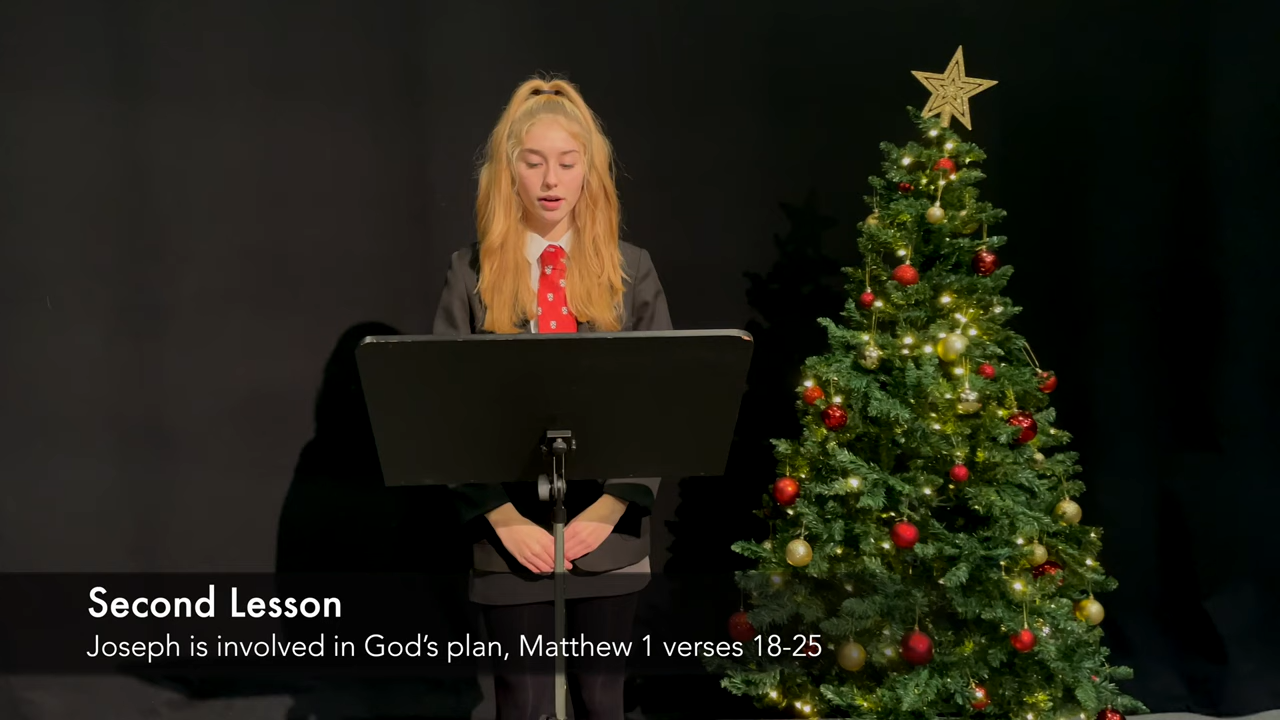 Second Lesson
Joseph is involved in God’s plan, Matthew 1 verses 18-25